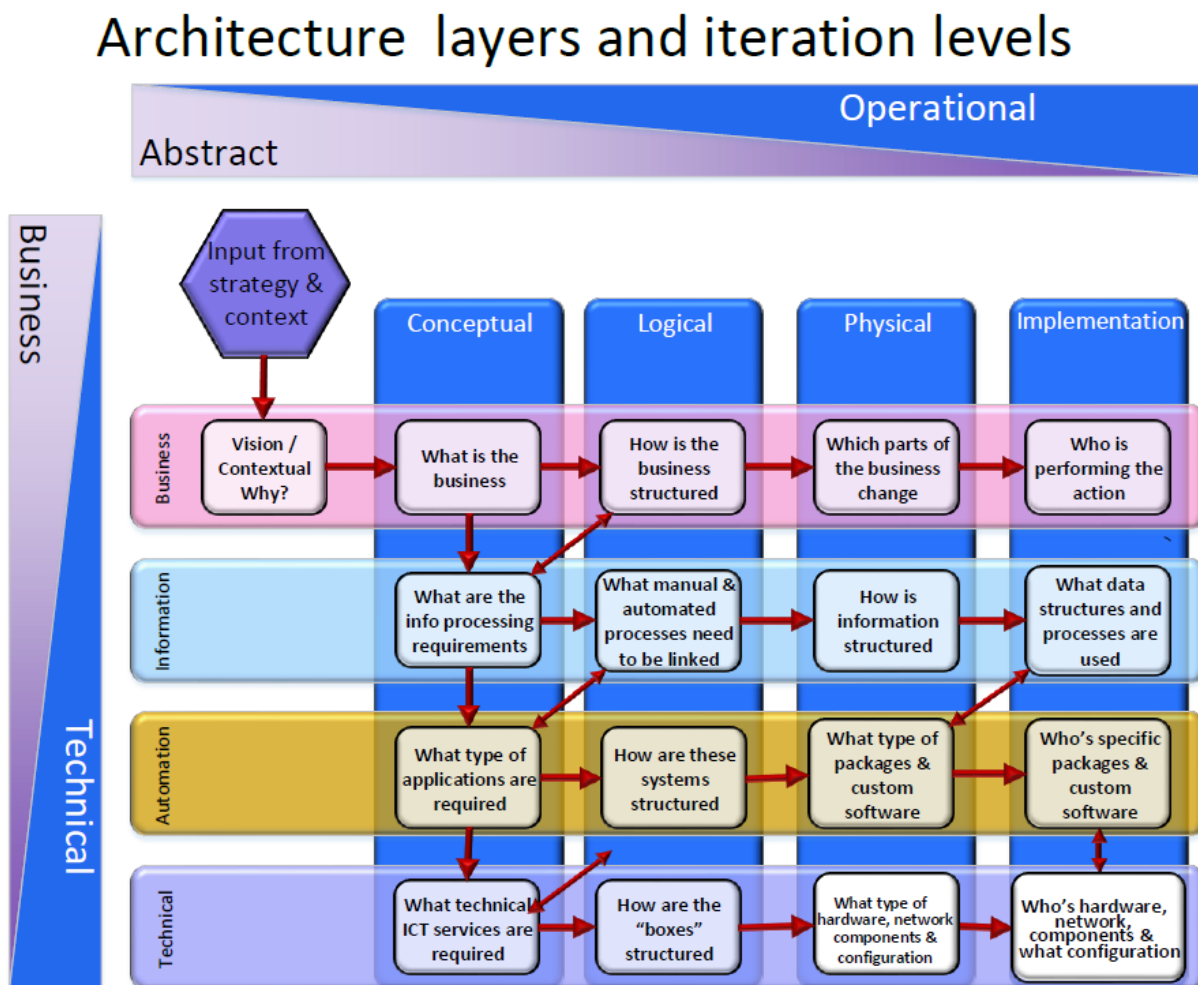 Architecture layers and iteration levels
Operational
Abstract
Business
Technical
Input from
strategy &
context
Conceptual
Logical
Physical
Implementation
Business
Vision /
Contextual
Why?
What is the
business
How is the
business
structured
Which parts of
the business
change
Who is
performing the
action
Information
What are the
info processing
requirements
What manual &
automated
processes need
to be linked
How is
information
structured
What data
structures and
processes are
used
Automation
What type of
applications are
required
How are these
systems
structured
What type of
packages &
custom
software
Who's specific
packages &
custom
software
Technical
What technical
ICT services are
required
How are the
“boxes”
structured
What type of
hardware, network
components &
configuration
Who's hardware,
network,
components &
what configuration